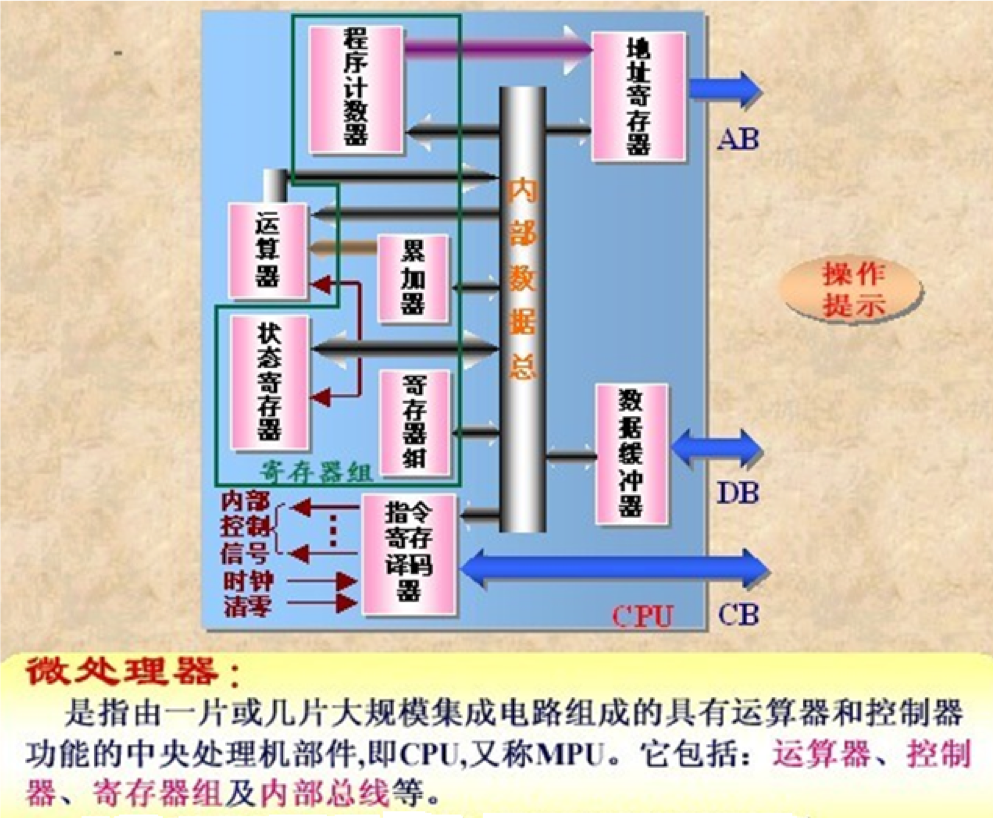 程序计数器
地址寄存器
AB
内部数据总
运算器
累加器
操作
提示
状态寄存器
寄存器组
数据缓冲器
DB
寄存器组
内部
控制
信号
时钟
清零
指令
寄存
译码
器
CPU
CB
微处理器：
是指由一片或几片大规模集成电路组成的具有运算器和控制器
功能的中央处理机部件,即CPU,又称MPU。它包括：运算器、控制
器、寄存器组及内部总线等。